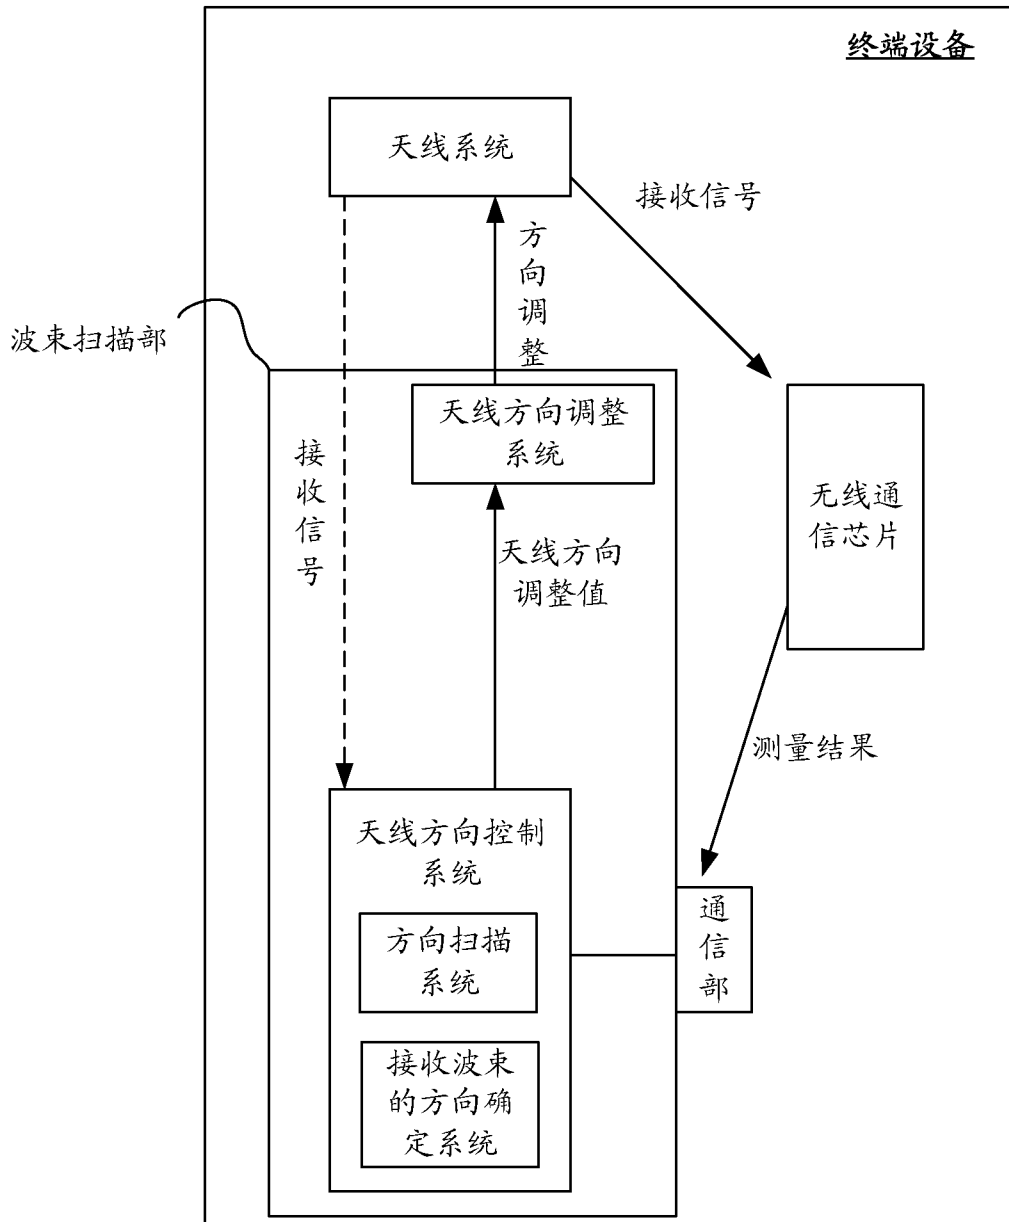 终端设备
天线系统
接收信号
方向调整
波束扫描部
天线方向调整
系统
接收信号
无线通
信芯片
天线方向
调整值
测量结果
天线方向控制
系统
通信部
方向扫描
系统
接收波束
的方向确
定系统